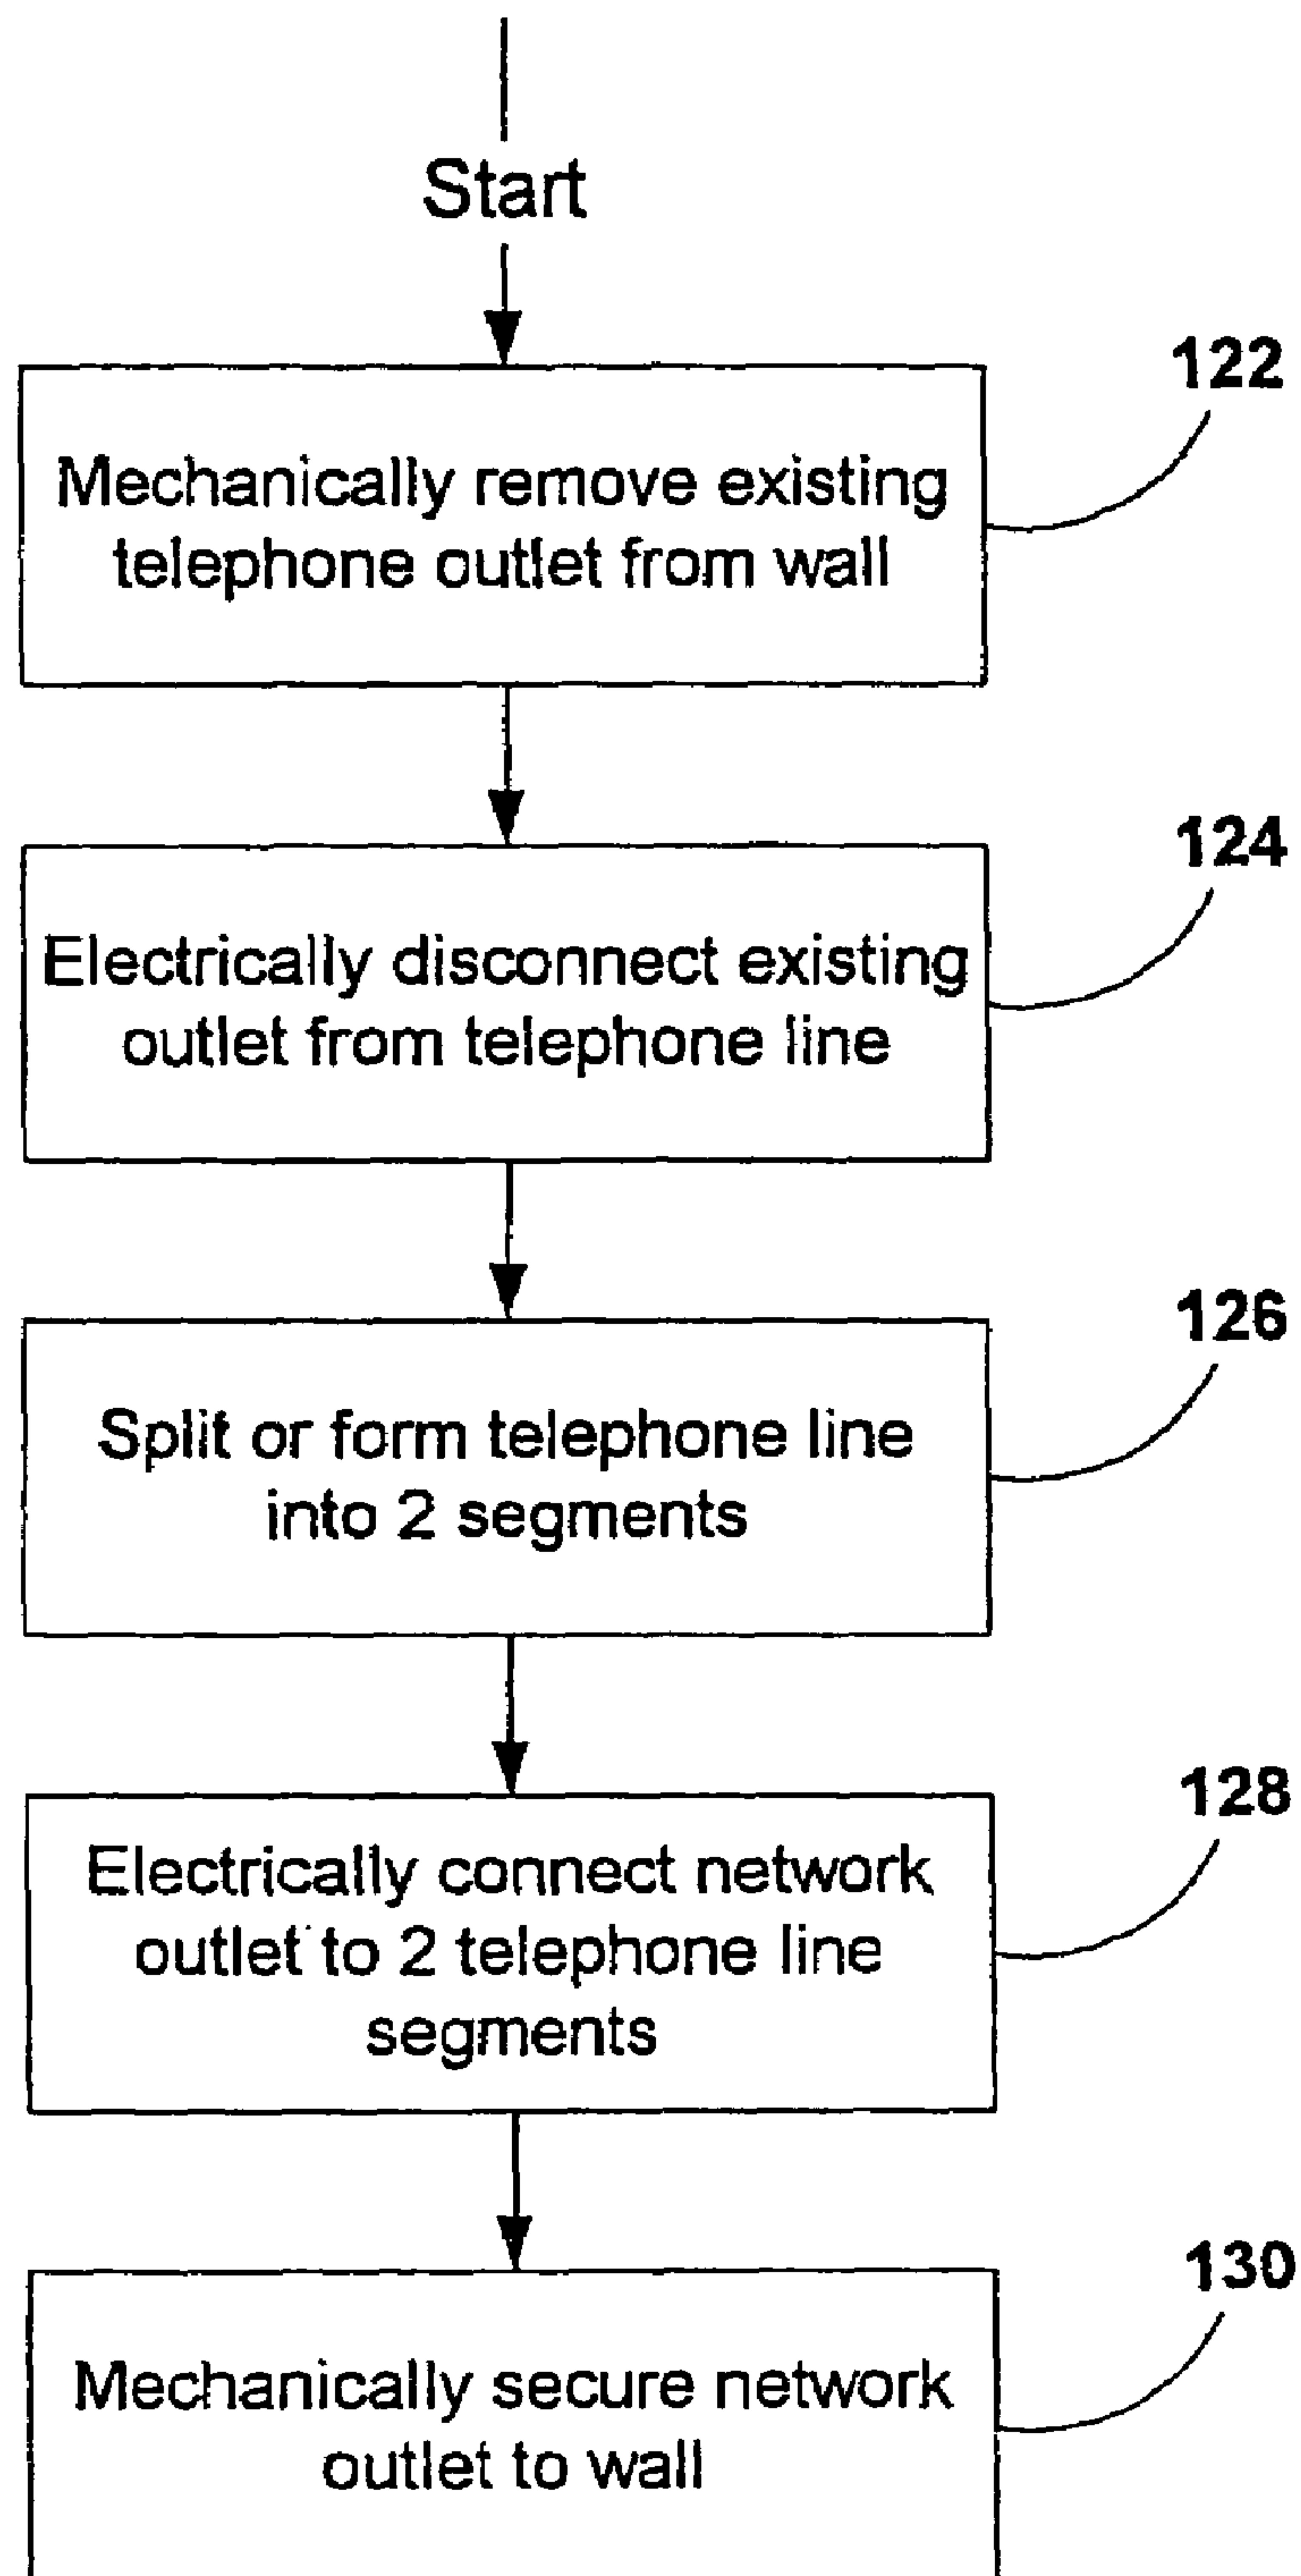 Start
122
Mechanically remove existing
telephone outlet from wall
124
Electrically disconnect existing
outlet from telephone line
126
Split or form telephone line
into 2 segments
128
Electrically connect network
outlet to 2 telephone line
segments
130
Mechanically secure network
outlet to wall